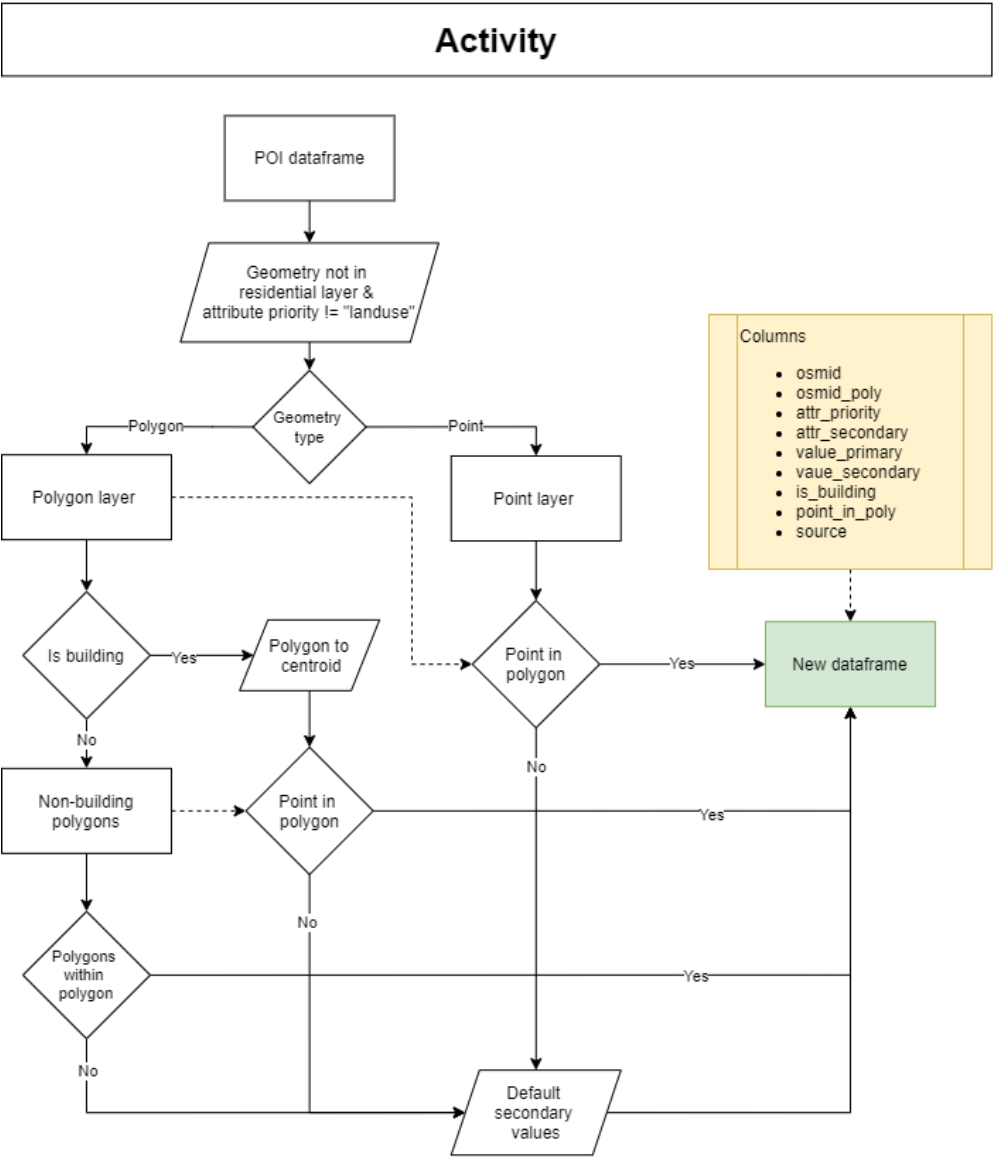 Activity
POI dataframe
Geometry not in
residential layer &
attribute priority != "landuse"
Geometry
type
Polygon
Point
Polygon layer
Point layer
Columns
osmid
osmid_poly
attr_priority
attr_secondary
value_primary
vaue_secondary
is_building
point_in_poly
source
Is building
Yes
Polygon to
centroid
Point in
polygon
Yes
New dataframe
No
No
Non-building
polygons
Point in
polygon
Yes
No
Polygons
within
polygon
Yes
No
Default
secondary
values